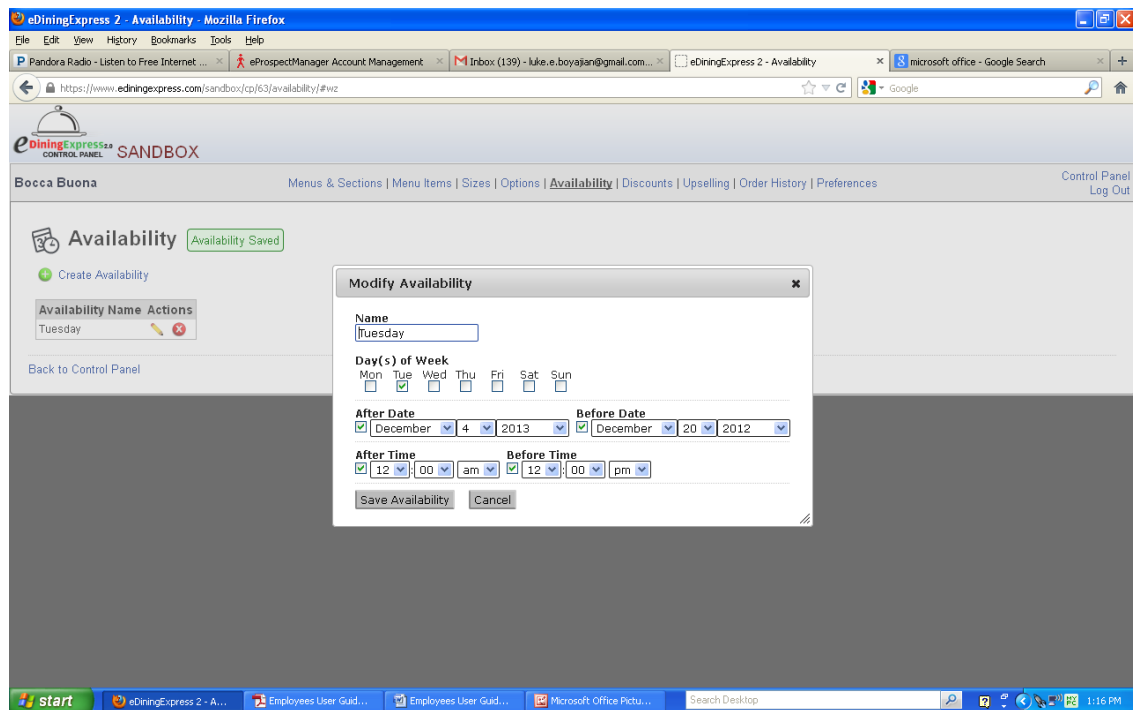 eDiningExpress 2 - Availability - Mozilla Firefox
File Edit View History Bookmarks Tools Help
Pandora Radio - Listen to Free Internet ... eProspectManager Account Management Inbox (139) - luke.e.boyajian@gmail.com... eDiningExpress 2 - Availability microsoft office - Google Search
https://www.ediningexpress.com/sandbox/cp/63/availability/#wz Google
eDiningExpress 2.0
CONTROL PANEL SANDBOX
Bocca Buona Menus & Sections | Menu Items | Sizes | Options | Availability | Discounts | Upselling | Order History | Preferences Control Panel
Log Out
Availability Availability Saved
Create Availability
Availability Name Actions
Tuesday
Back to Control Panel
Modify Availability
Name
Tuesday
Day(s) of Week
Mon Tue Wed Thu Fri Sat Sun
After Date Before Date
December 4 2013 December 20 2012
After Time Before Time
12 : 00 am 12 : 00 pm
Save Availability Cancel
start eDiningExpress 2 - A... Employees User Guid... Employees User Guid... Microsoft Office Pictu... Search Desktop 1:16 PM